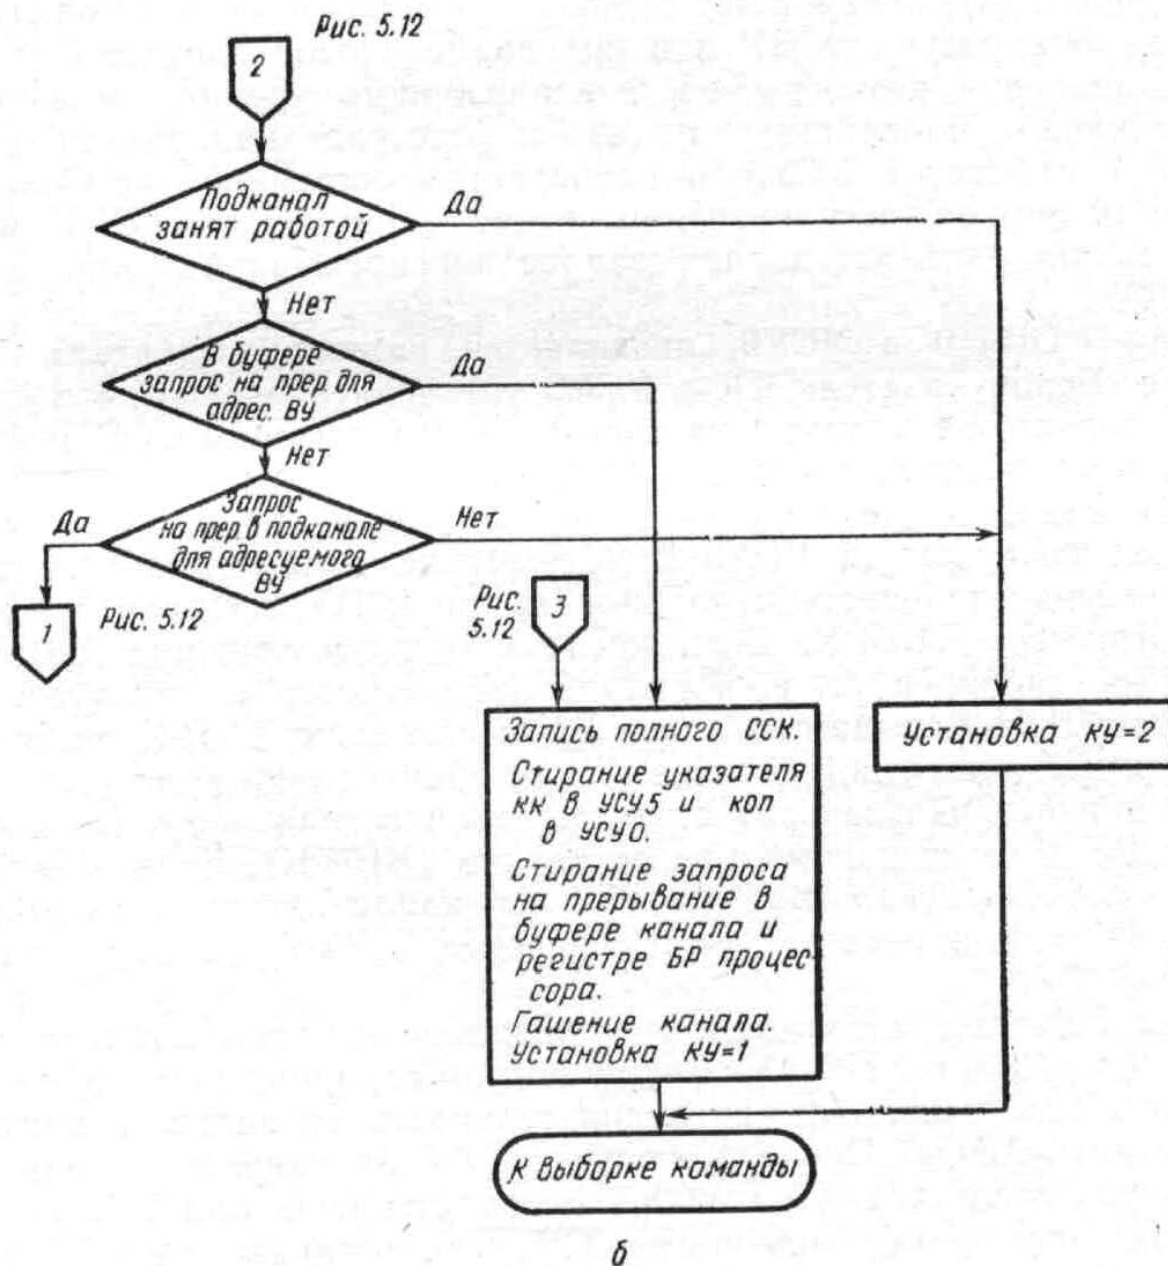 Рис. 5.12
2
Подканал
занят работой
Да
Нет
В буфере
запрос на прер. для
адрес. ВУ
Да
Нет
Запрос
на прер. в подканале
для адресуемого
ВУ
Да
Нет
1
Рис. 5.12
Рис.
5.12
3
Запись полного ССК.
Стирание указателя
КК в УСУ5 и КОП
в УСУ0.
Стирание запроса
на прерывание в
буфере канала и
регистре БР процес-
сора.
Гашение канала.
Установка КУ=1
Установка КУ=2
К выборке команды
б